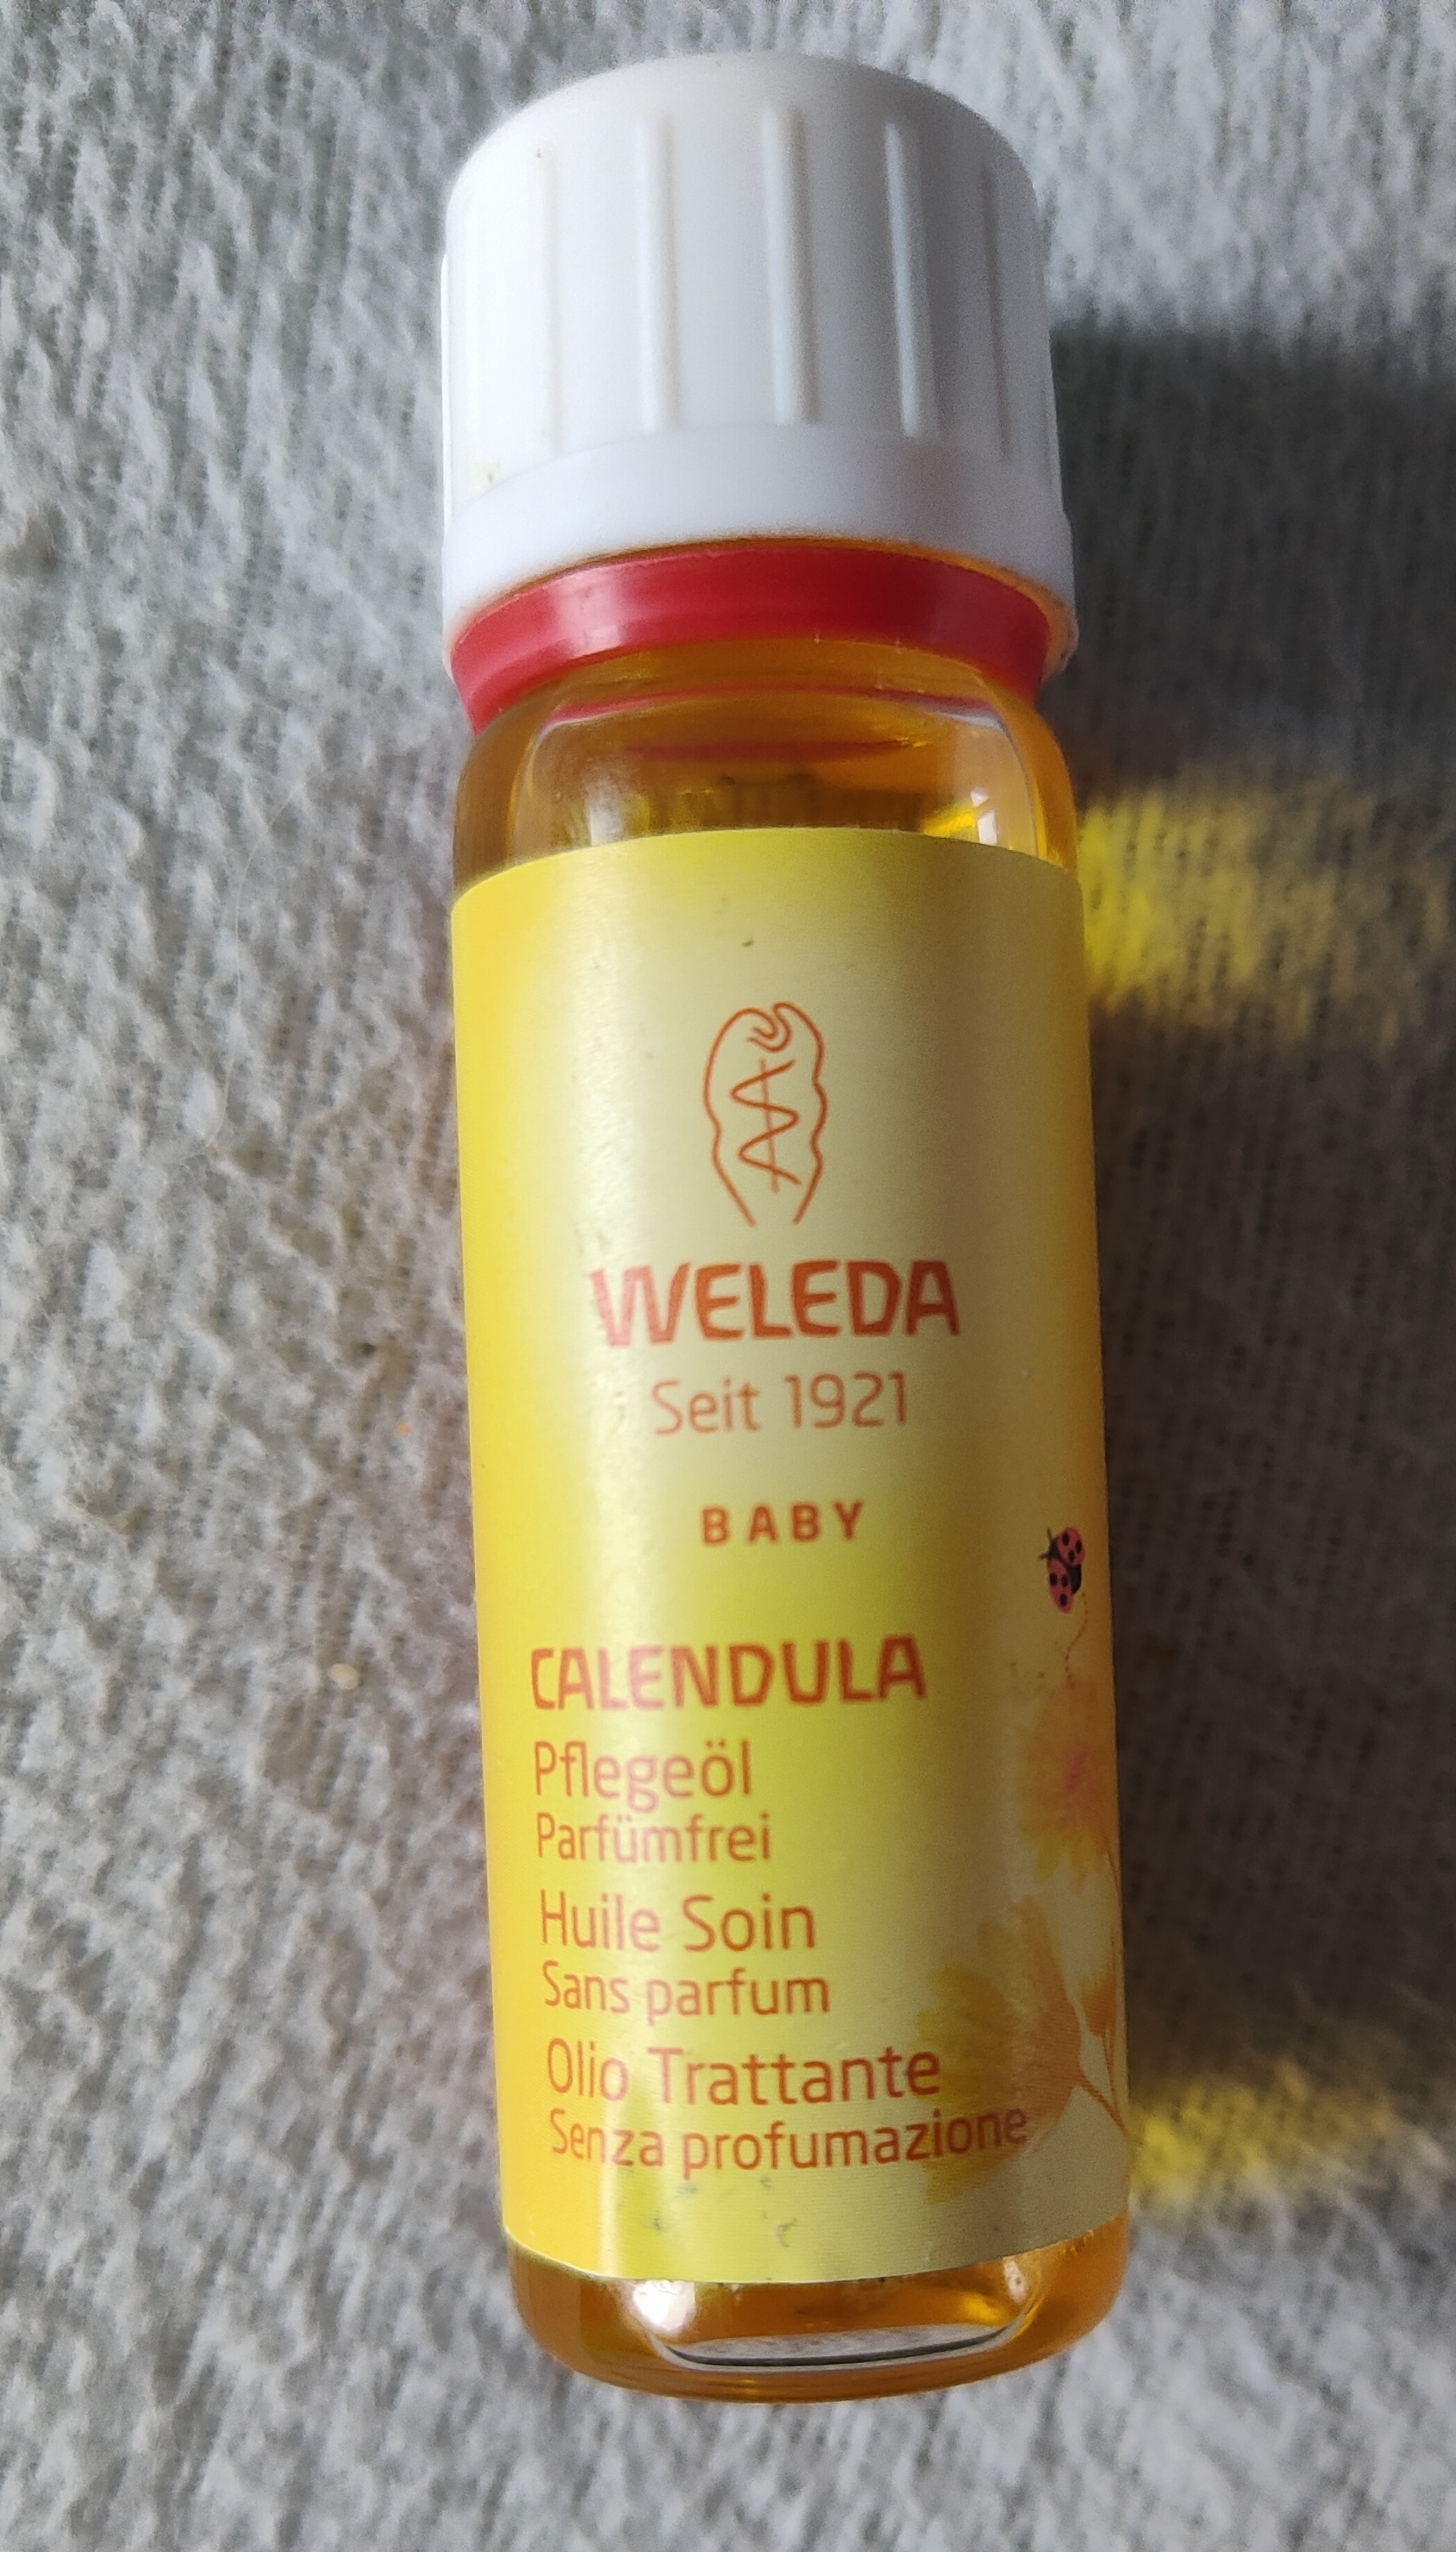 WELEDA
Seit 1921
BABY
CALENDULA
Pflegeöl
Parfümfrei
Huile Soin
Sans parfum
Olio Trattante
Senza profumazione